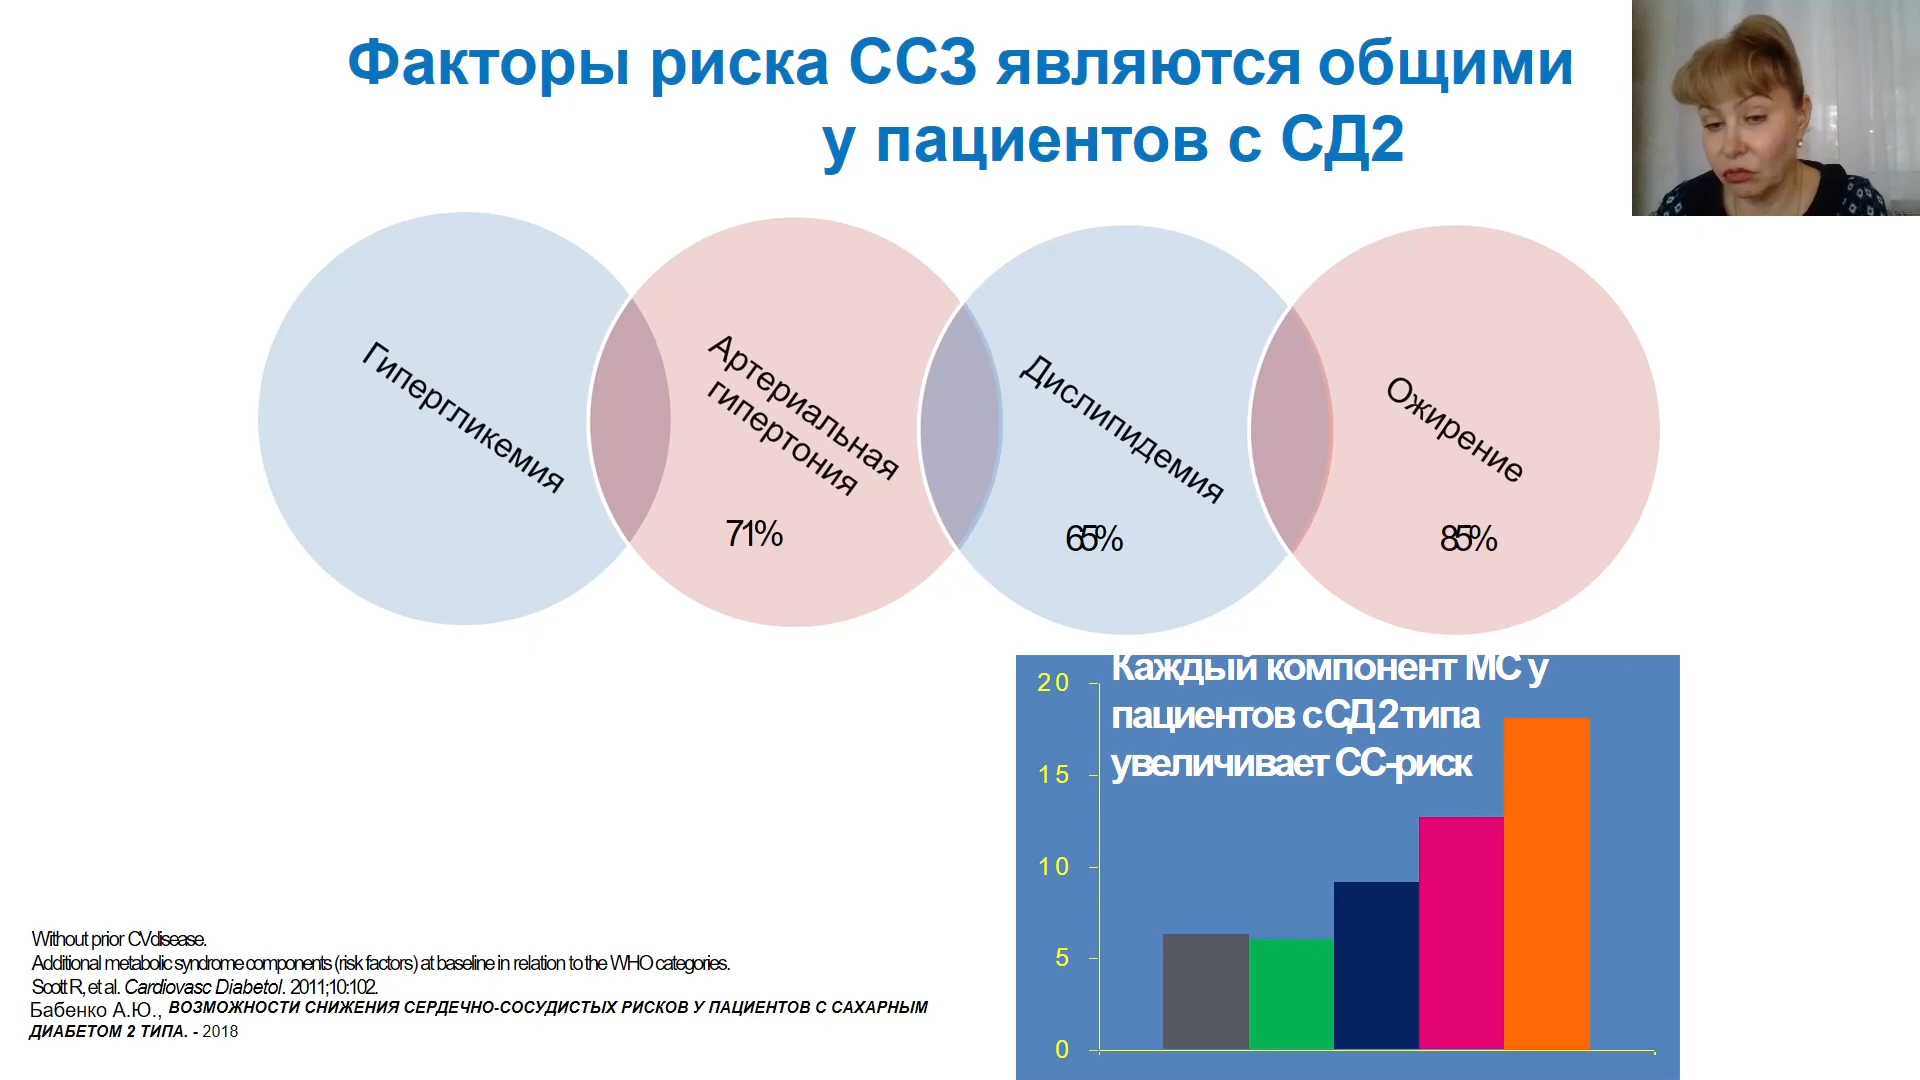 Факторы риска ССЗ являются общими
у пациентов с СД2
Гипергликемия
Артериальная
гипертония
71%
Дислипидемия
65%
Ожирение
85%
Каждый компонент МС у
пациентов с СД 2 типа
увеличивает СС-риск
20
15
10
5
0
Without prior CV disease.
Additional metabolic syndrome components (risk factors) at baseline in relation to the WHO categories.
Scott R, et al. Cardiovasc Diabetol. 2011;10:102.
Бабенко А.Ю., ВОЗМОЖНОСТИ СНИЖЕНИЯ СЕРДЕЧНО-СОСУДИСТЫХ РИСКОВ У ПАЦИЕНТОВ С САХАРНЫМ
ДИАБЕТОМ 2 ТИПА. - 2018